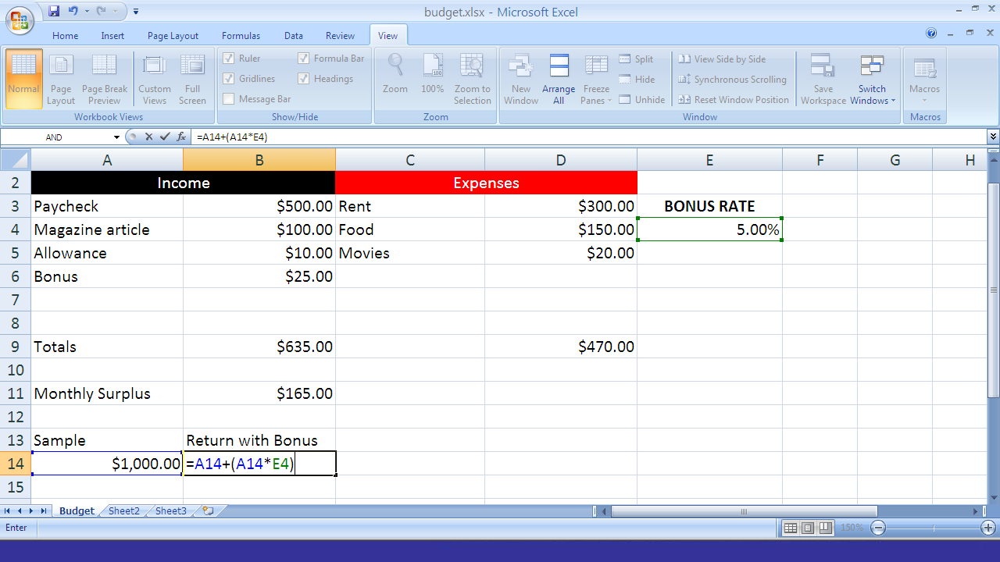 budget.xlsx - Microsoft Excel
Home Insert Page Layout Formulas Data Review View
Normal Page Layout Page Break Preview Custom Views Full Screen
Workbook Views
Ruler Formula Bar
Gridlines Headings
Message Bar
Show/Hide
Zoom 100% Zoom to Selection
Zoom
New Window Arrange All Freeze Panes
Split
Hide
Unhide
View Side by Side
Synchronous Scrolling
Reset Window Position
Save Workspace Switch Windows
Window
Macros
Macros
AND fx =A14+(A14*E4)
A B C D E F G H
2 Income Expenses
3 Paycheck $500.00 Rent $300.00 BONUS RATE
4 Magazine article $100.00 Food $150.00 5.00%
5 Allowance $10.00 Movies $20.00
6 Bonus $25.00
7
8
9 Totals $635.00 $470.00
10
11 Monthly Surplus $165.00
12
13 Sample Return with Bonus
14 $1,000.00 =A14+(A14*E4)
15
Budget Sheet2 Sheet3
Enter 150%